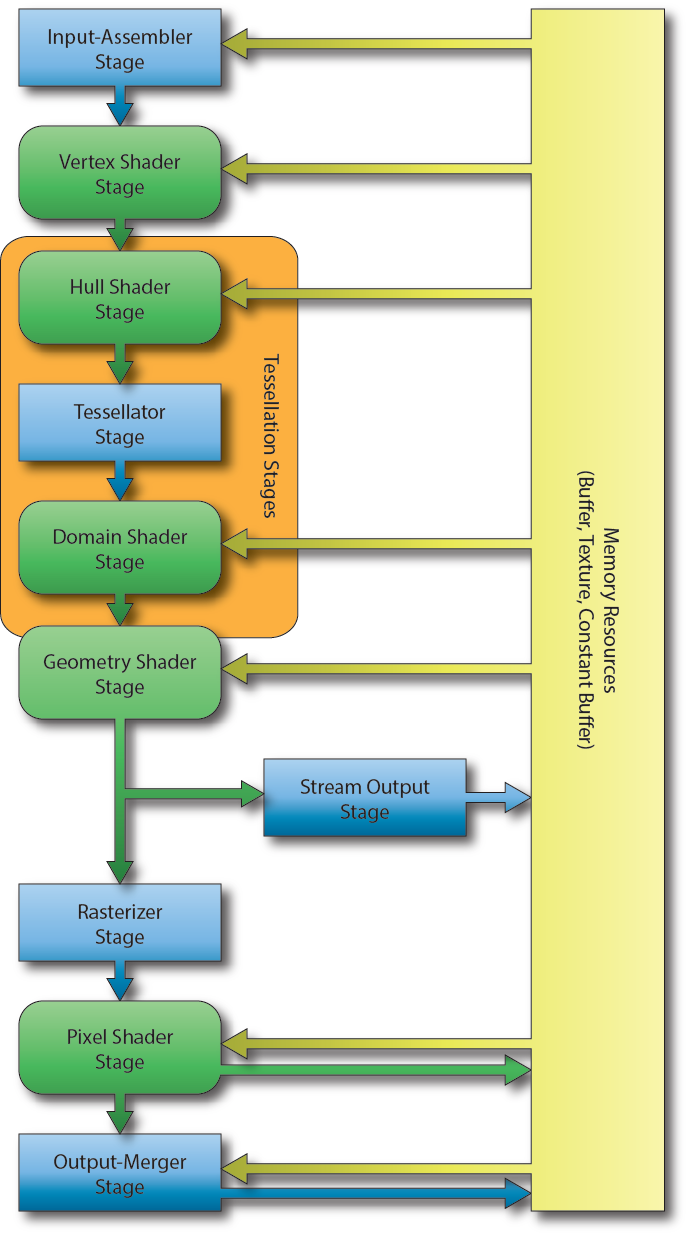 Input-Assembler
Stage
Vertex Shader
Stage
Hull Shader
Stage
Tessellator
Stage
Domain Shader
Stage
Tessellation Stages
Geometry Shader
Stage
Stream Output
Stage
Rasterizer
Stage
Pixel Shader
Stage
Output-Merger
Stage
Memory Resources
(Buffer, Texture, Constant Buffer)